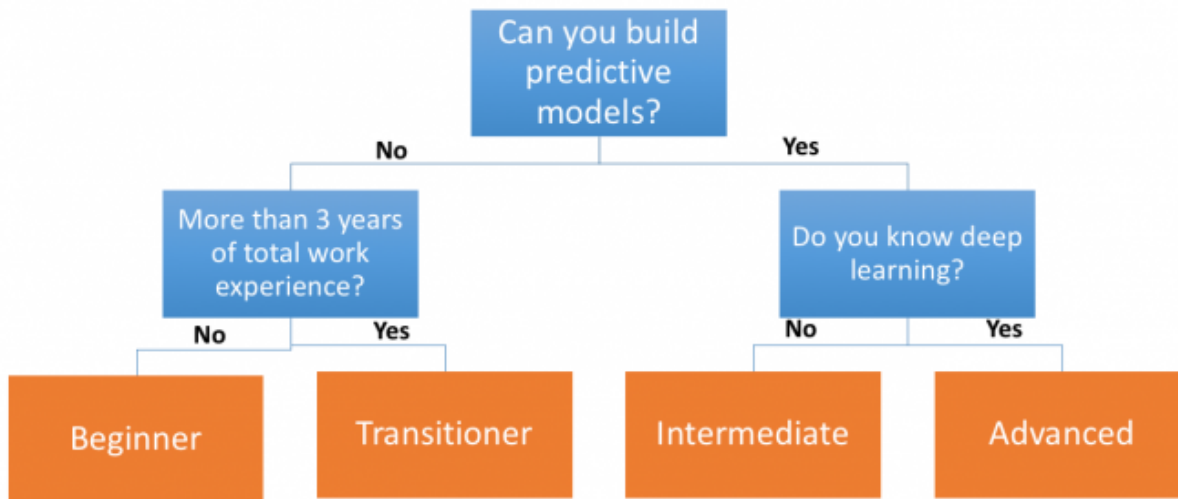 Can you build
predictive
models?
No
Yes
More than 3 years
of total work
experience?
Do you know deep
learning?
No
Yes
No
Yes
Beginner
Transitioner
Intermediate
Advanced